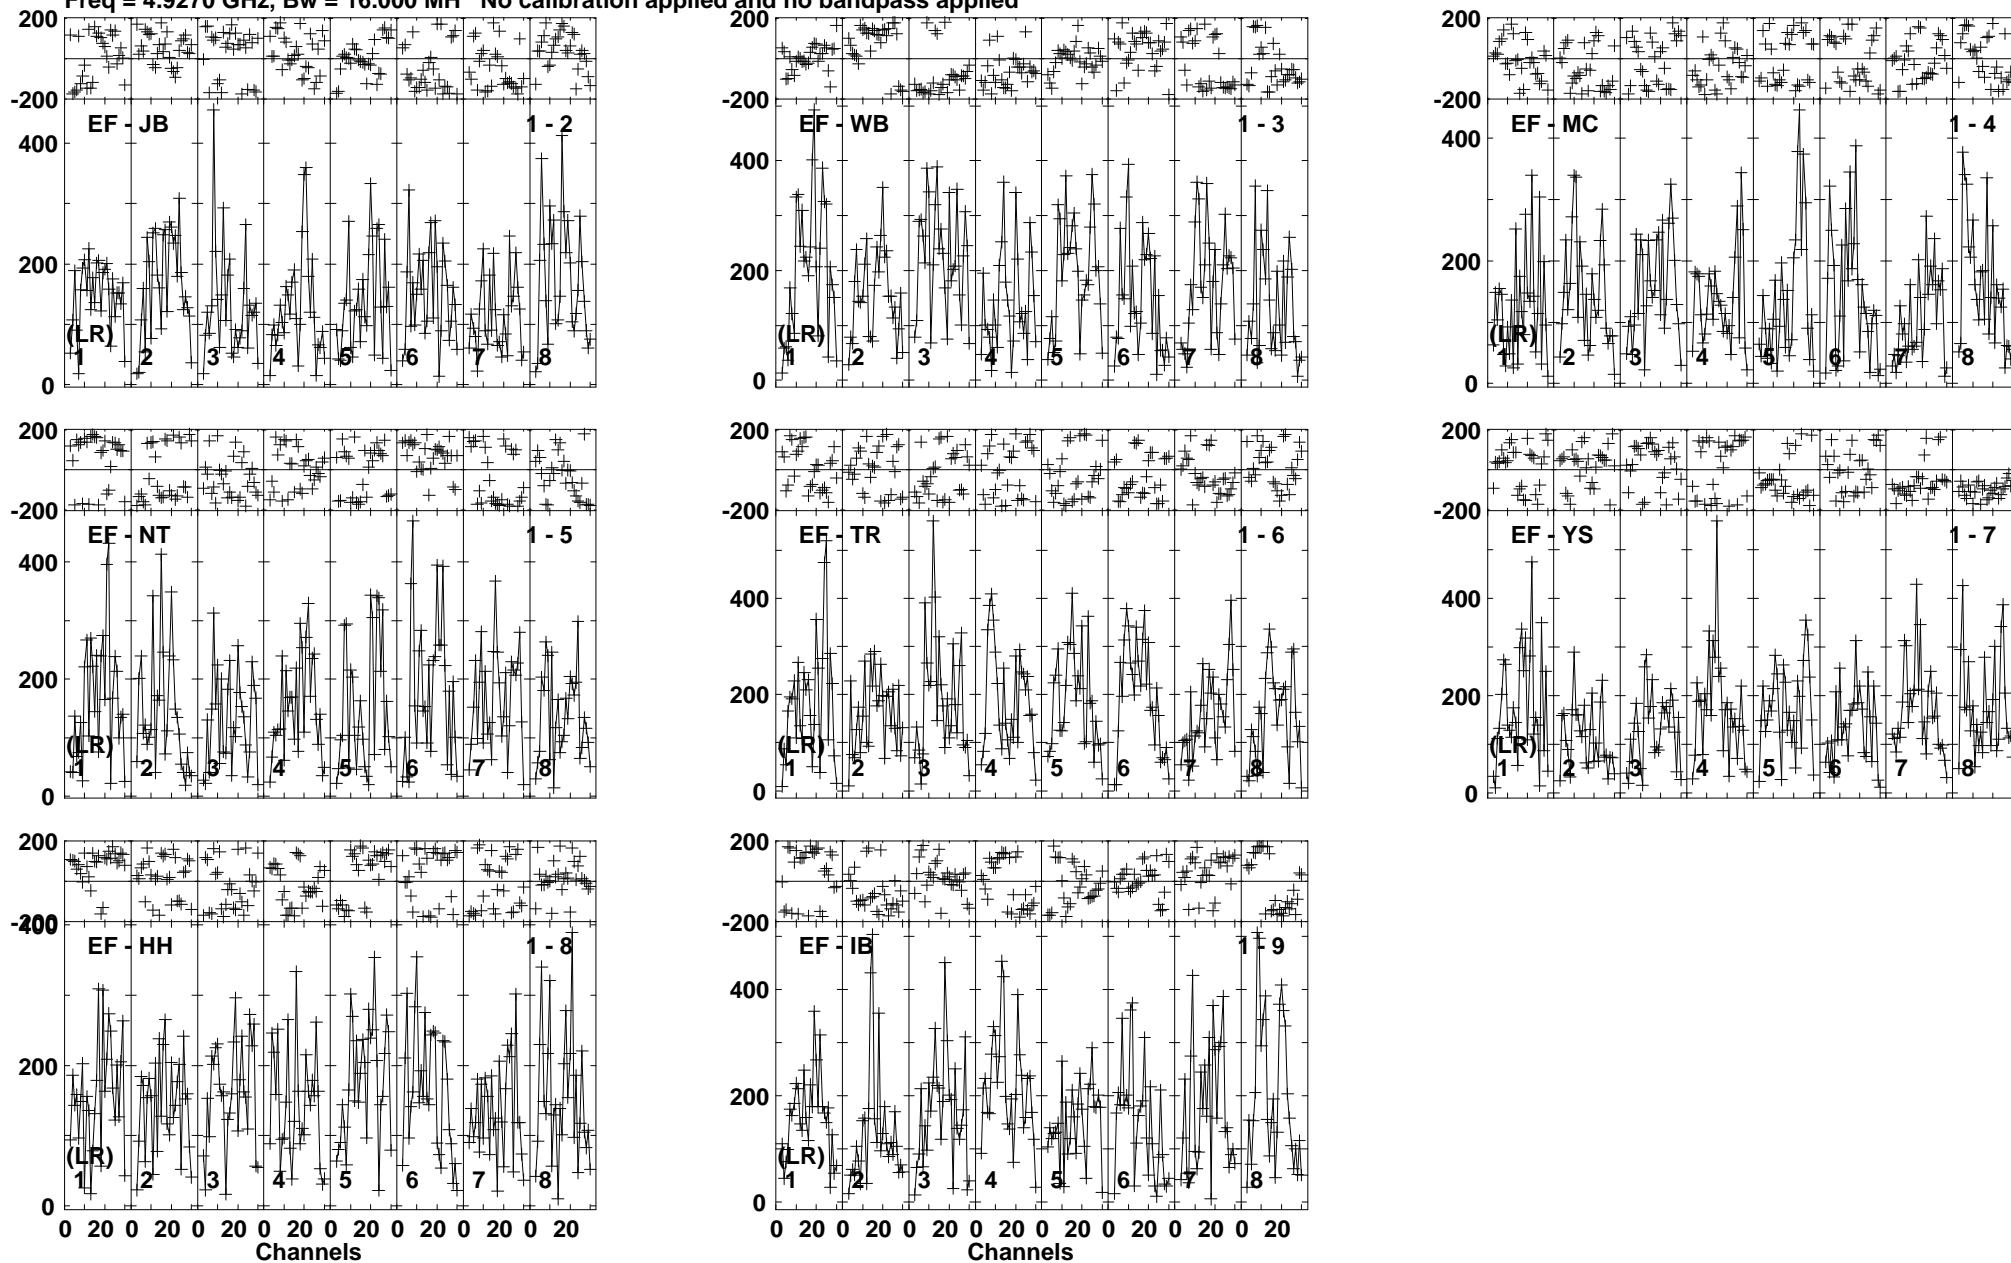 Freq = 4.9270 GHz, Bw = 16.000 MH No calibration applied and no bandpass applied
200
-200
EF - JB 1 - 2
400
200
0
(LR)
1 2 3 4 5 6 7 8
200
-200
EF - WB 1 - 3
400
200
0
(LR)
1 2 3 4 5 6 7 8
200
-200
EF - MC 1 - 4
400
200
0
(LR)
1 2 3 4 5 6 7 8
200
-200
EF - NT 1 - 5
400
200
0
(LR)
1 2 3 4 5 6 7 8
200
-200
EF - TR 1 - 6
400
200
0
(LR)
1 2 3 4 5 6 7 8
200
-200
EF - YS 1 - 7
400
200
0
(LR)
1 2 3 4 5 6 7 8
200
-200
400
EF - HH 1 - 8
200
0
(LR)
1 2 3 4 5 6 7 8
0 20 0 20 0 20 0 20 0 20 0 20 0 20 0 20
Channels
200
-200
EF - IB 1 - 9
400
200
0
(LR)
1 2 3 4 5 6 7 8
0 20 0 20 0 20 0 20 0 20 0 20 0 20 0 20
Channels